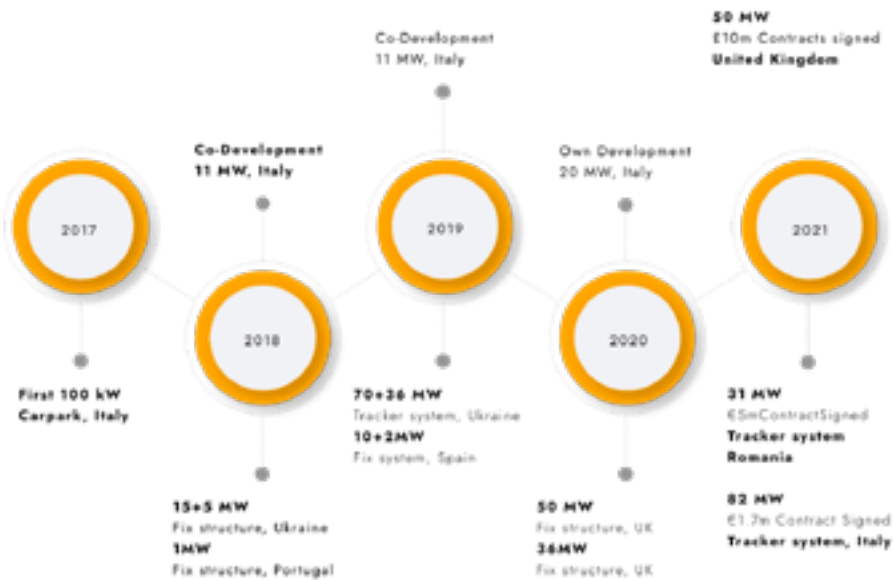 2017
First 100 kW
Carpark, Italy
Co-Development
11 MW, Italy
2018
15+5 MW
Fix structure, Ukraine
1MW
Fix structure, Portugal
Co-Development
11 MW, Italy
2019
70+36 MW
Tracker system, Ukraine
10+2MW
Fix system, Spain
Own Development
20 MW, Italy
2020
50 MW
Fix structure, UK
36MW
Fix structure, UK
50 MW
£10m Contracts signed
United Kingdom
2021
31 MW
€5mContractSigned
Tracker system
Romania
82 MW
€1.7m Contract Signed
Tracker system, Italy